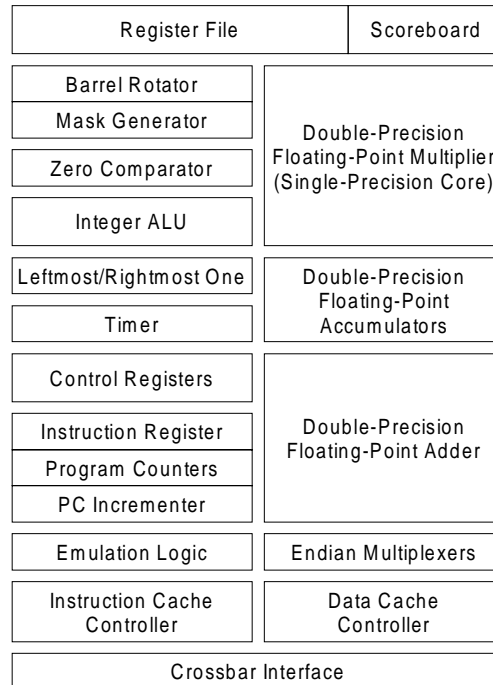 Register File
Scoreboard
Barrel Rotator
Mask Generator
Zero Comparator
Integer ALU
Double-Precision
Floating-Point Multiplier
(Single-Precision Core)
Leftmost/Rightmost One
Timer
Double-Precision
Floating-Point
Accumulators
Control Registers
Instruction Register
Program Counters
PC Incrementer
Double-Precision
Floating-Point Adder
Emulation Logic
Endian Multiplexers
Instruction Cache
Controller
Data Cache
Controller
Crossbar Interface